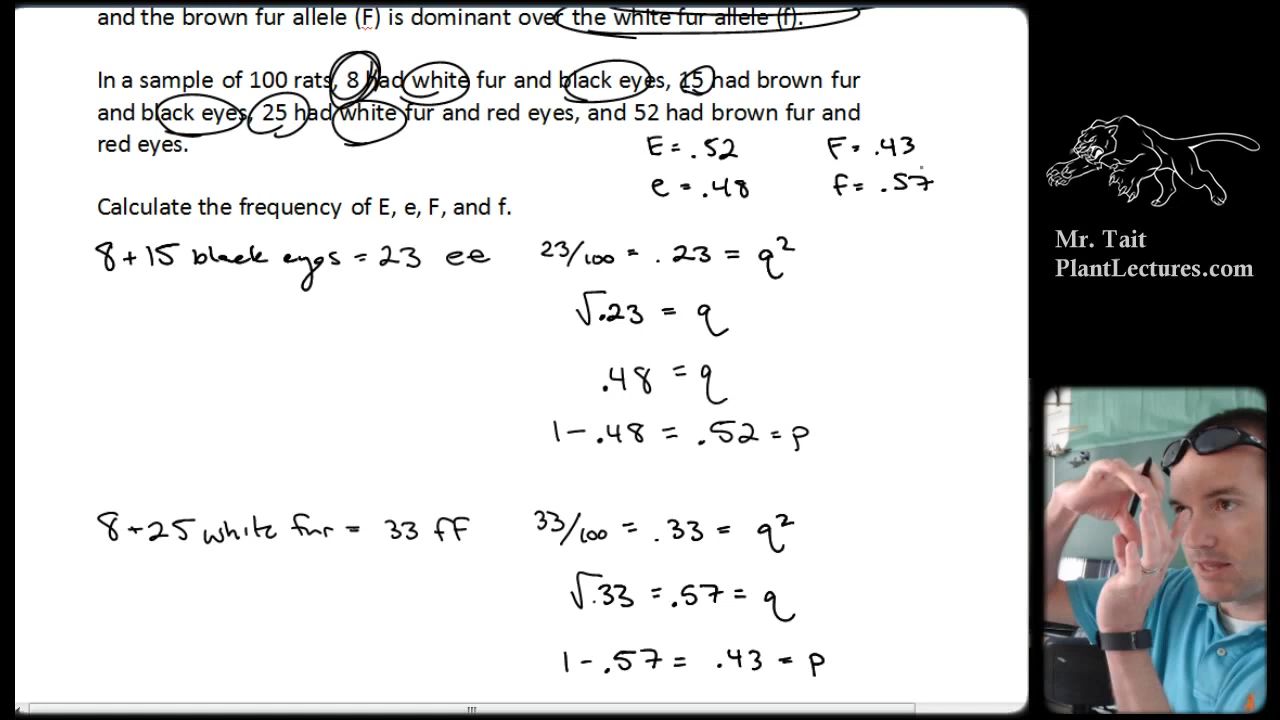 and the brown fur allele (F) is dominant over the white fur allele (f).
In a sample of 100 rats, 8 had white fur and black eyes, 15 had brown fur
and black eyes, 25 had white fur and red eyes, and 52 had brown fur and
red eyes.
E = .52 F = .43
e = .48 f = .57
Calculate the frequency of E, e, F, and f.
8 + 15 black eyes = 23 ee 23/100 = .23 = q²
√.23 = q
.48 = q
1 - .48 = .52 = p
8 + 25 white fur = 33 ff 33/100 = .33 = q²
√.33 = .57 = q
1 - .57 = .43 = p
Mr. Tait
PlantLectures.com